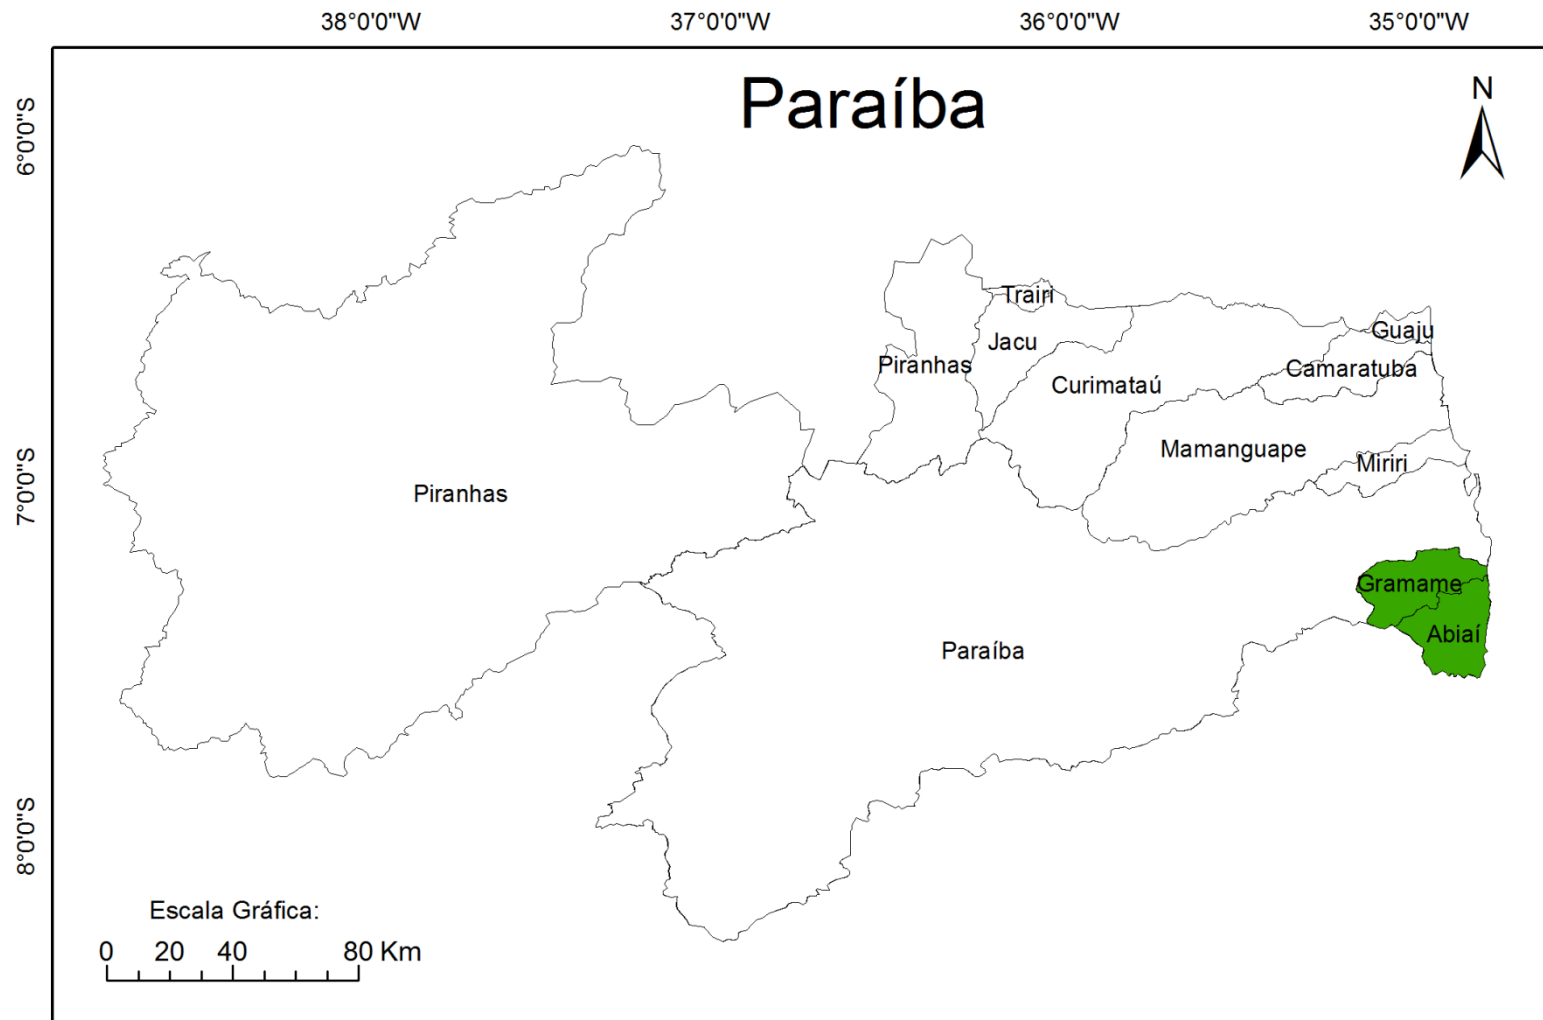 38°0'0"W
37°0'0"W
36°0'0"W
35°0'0"W
Paraíba
N
6°0'0"S
Trairi
Guaju
Jacu
Piranhas
Camaratuba
Curimataú
Mamanguape
Miriri
7°0'0"S
Piranhas
Gramame
Abiaí
Paraíba
8°0'0"S
Escala Gráfica:
0 20 40 80 Km